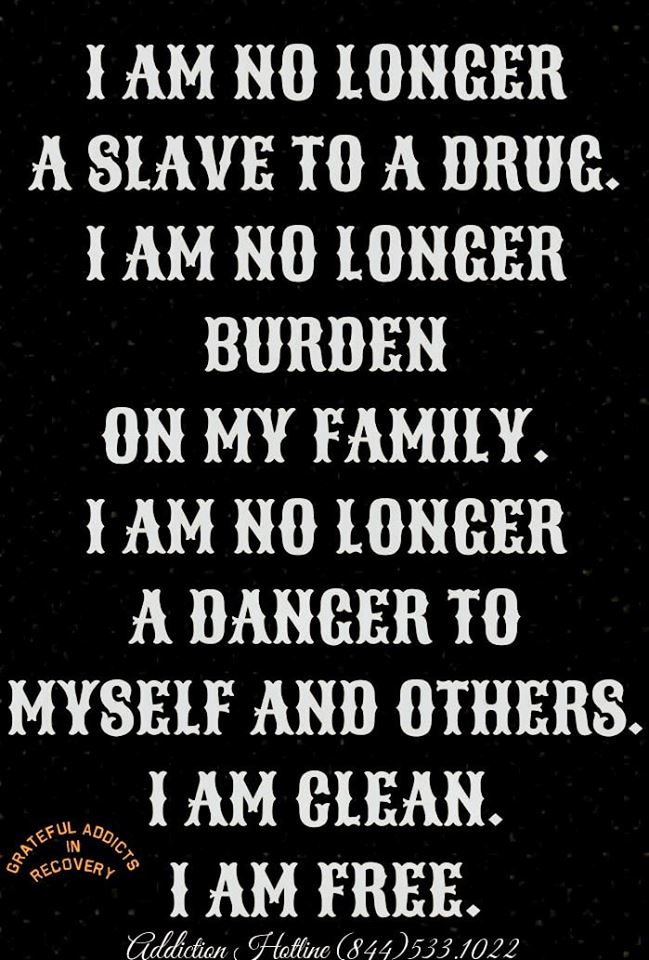 I AM NO LONGER
A SLAVE TO A DRUG.
I AM NO LONGER
BURDEN
ON MY FAMILY.
I AM NO LONGER
A DANGER TO
MYSELF AND OTHERS.
I AM CLEAN.
I AM FREE.
GRATEFUL ADDICTS
IN
RECOVERY
Addiction Hotline (844)533.1022